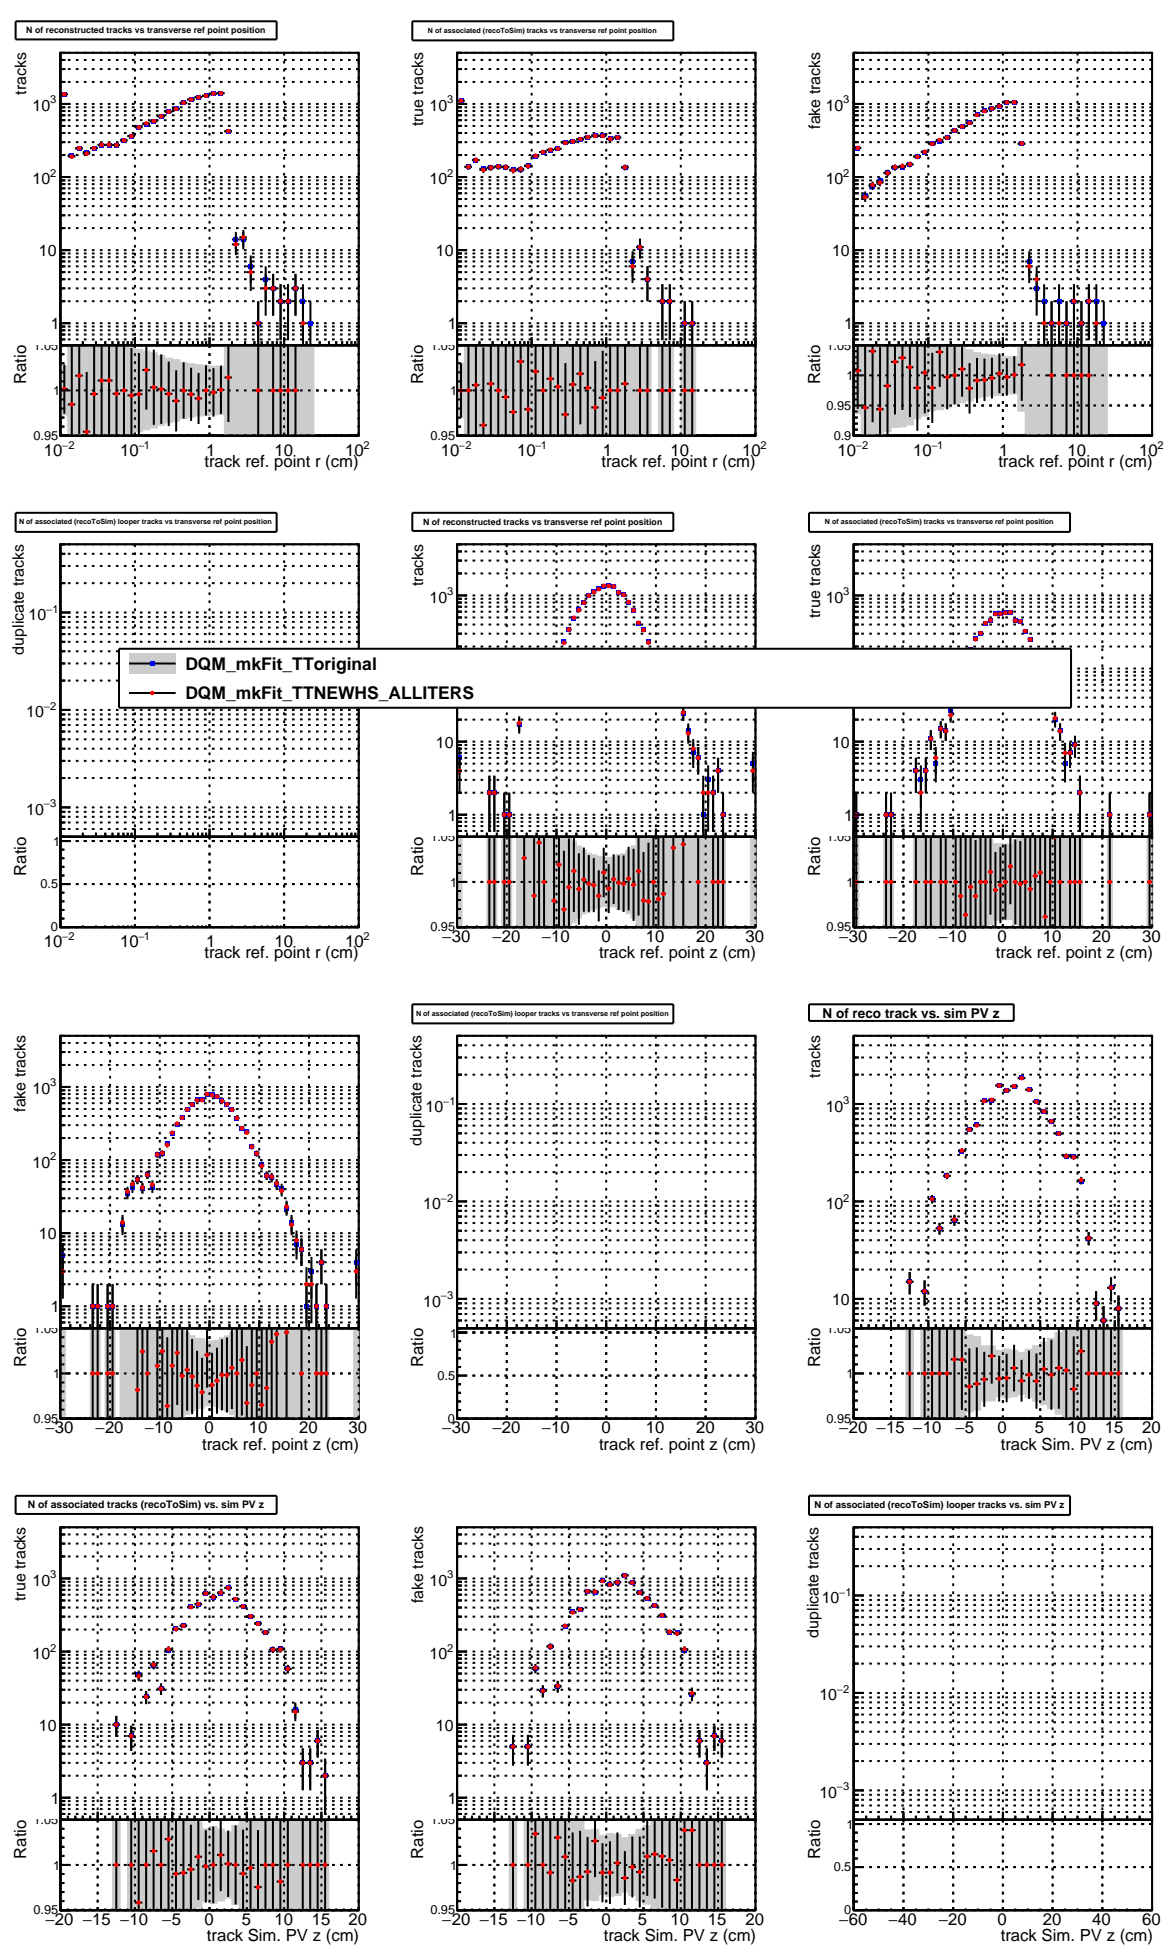 N of reconstructed tracks vs transverse ref point position
N of associated (recoToSim) tracks vs transverse ref point position
tracks
10³
10²
10
1
Ratio
1.05
1
0.95
10⁻² 10⁻¹ 1 10 10²
track ref. point r (cm)
true tracks
10³
10²
10
1
Ratio
1.05
1
0.95
10⁻² 10⁻¹ 1 10 10²
track ref. point r (cm)
fake tracks
10³
10²
10
1
Ratio
1
0.95
0.9
10⁻² 10⁻¹ 1 10 10²
track ref. point r (cm)
N of associated (recoToSim) looper tracks vs transverse ref point position
N of reconstructed tracks vs transverse ref point position
N of associated (recoToSim) tracks vs transverse ref point position
duplicate tracks
10⁻¹
10⁻²
10⁻³
Ratio
1
0.5
0
10⁻² 10⁻¹ 1 10 10²
track ref. point r (cm)
tracks
10³
10
1
Ratio
1.05
1
0.95
−30 −20 −10 0 10 20 30
track ref. point z (cm)
true tracks
10³
10
1
Ratio
1.05
1
0.95
−30 −20 −10 0 10 20 30
track ref. point z (cm)
DQM_mkFit_TToriginal
DQM_mkFit_TTNEWHS_ALLITERS
N of associated (recoToSim) looper tracks vs transverse ref point position
N of reco track vs. sim PV z
fake tracks
10³
10²
10
1
Ratio
1.05
1
0.95
−30 −20 −10 0 10 20 30
track ref. point z (cm)
duplicate tracks
10⁻¹
10⁻²
10⁻³
Ratio
1
0.5
0
−30 −20 −10 0 10 20 30
track ref. point z (cm)
tracks
10³
10²
10
Ratio
1.05
1
0.95
−20 −15 −10 −5 0 5 10 15 20
track Sim. PV z (cm)
N of associated tracks (recoToSim) vs. sim PV z
N of associated (recoToSim) looper tracks vs. sim PV z
true tracks
10³
10²
10
1
Ratio
1.05
1
0.95
−20 −15 −10 −5 0 5 10 15 20
track Sim. PV z (cm)
fake tracks
10³
10²
10
1
Ratio
1.05
1
0.95
−20 −15 −10 −5 0 5 10 15 20
track Sim. PV z (cm)
duplicate tracks
10⁻¹
10⁻²
10⁻³
Ratio
1
0.5
0
−60 −40 −20 0 20 40 60
track Sim. PV z (cm)